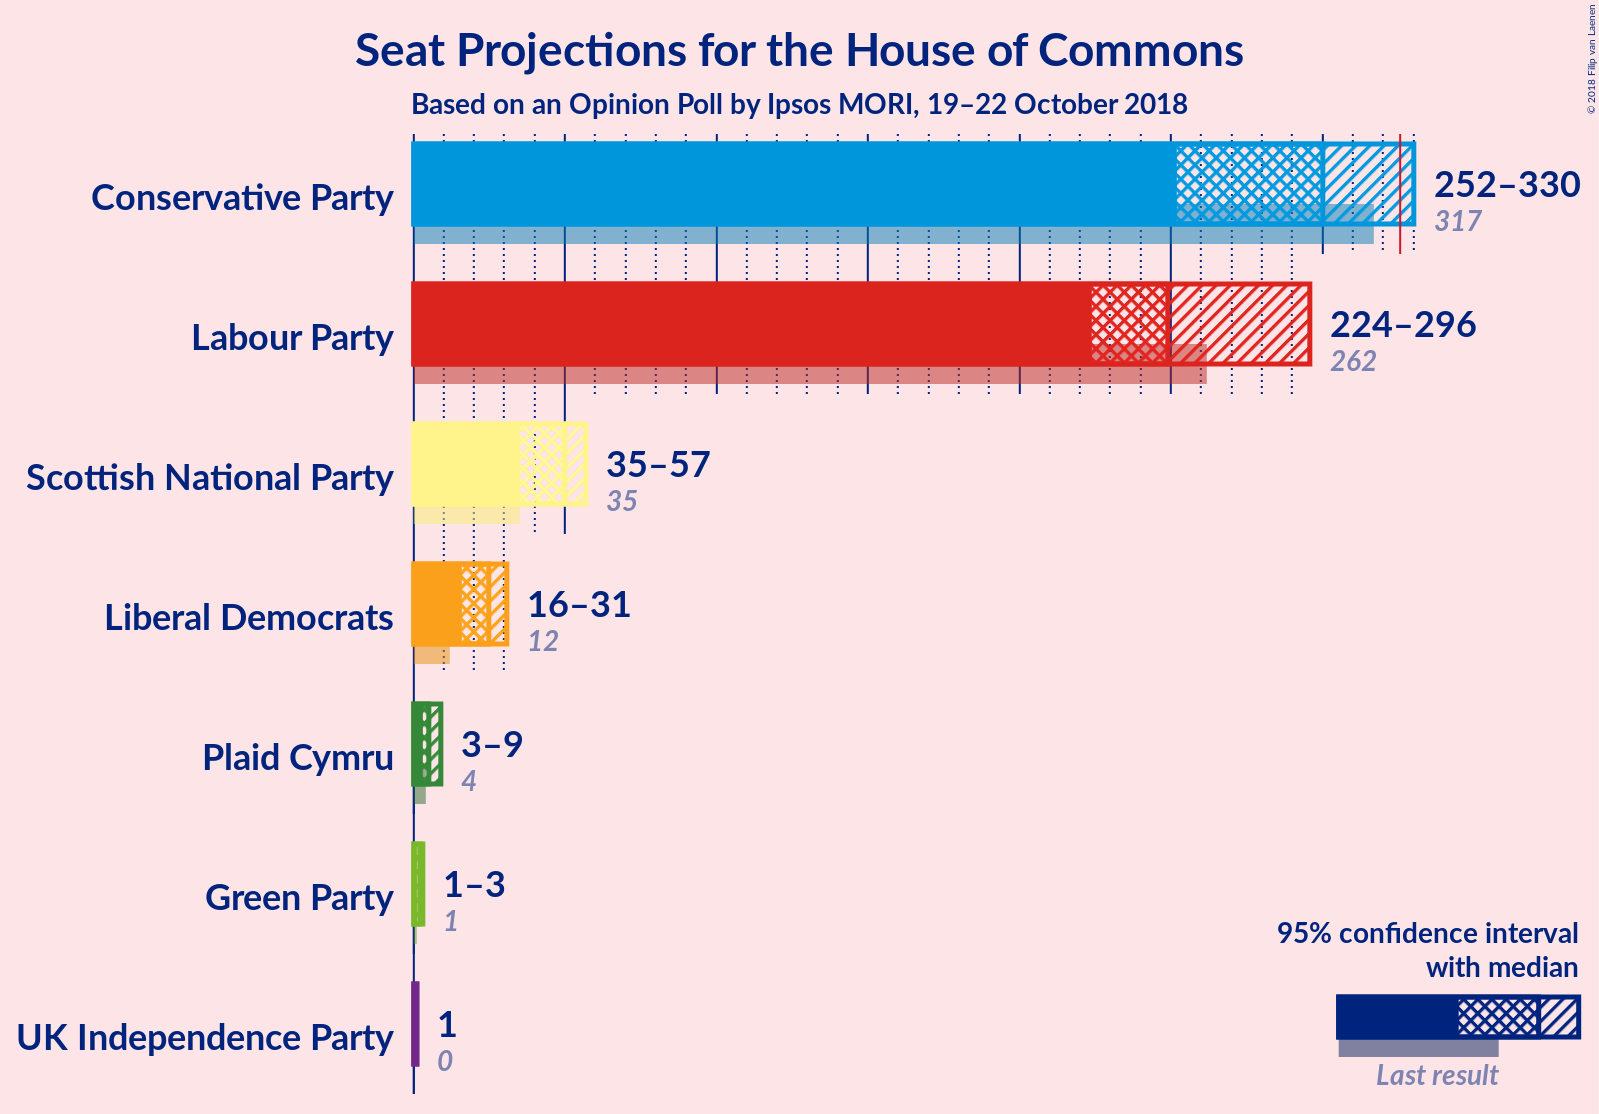 Seat Projections for the House of Commons
Based on an Opinion Poll by Ipsos MORI, 19–22 October 2018
© 2018 Filip van Laenen
Conservative Party
252–330
317
Labour Party
224–296
262
Scottish National Party
35–57
35
Liberal Democrats
16–31
12
Plaid Cymru
3–9
4
Green Party
1–3
1
UK Independence Party
1
0
95% confidence interval
with median
Last result